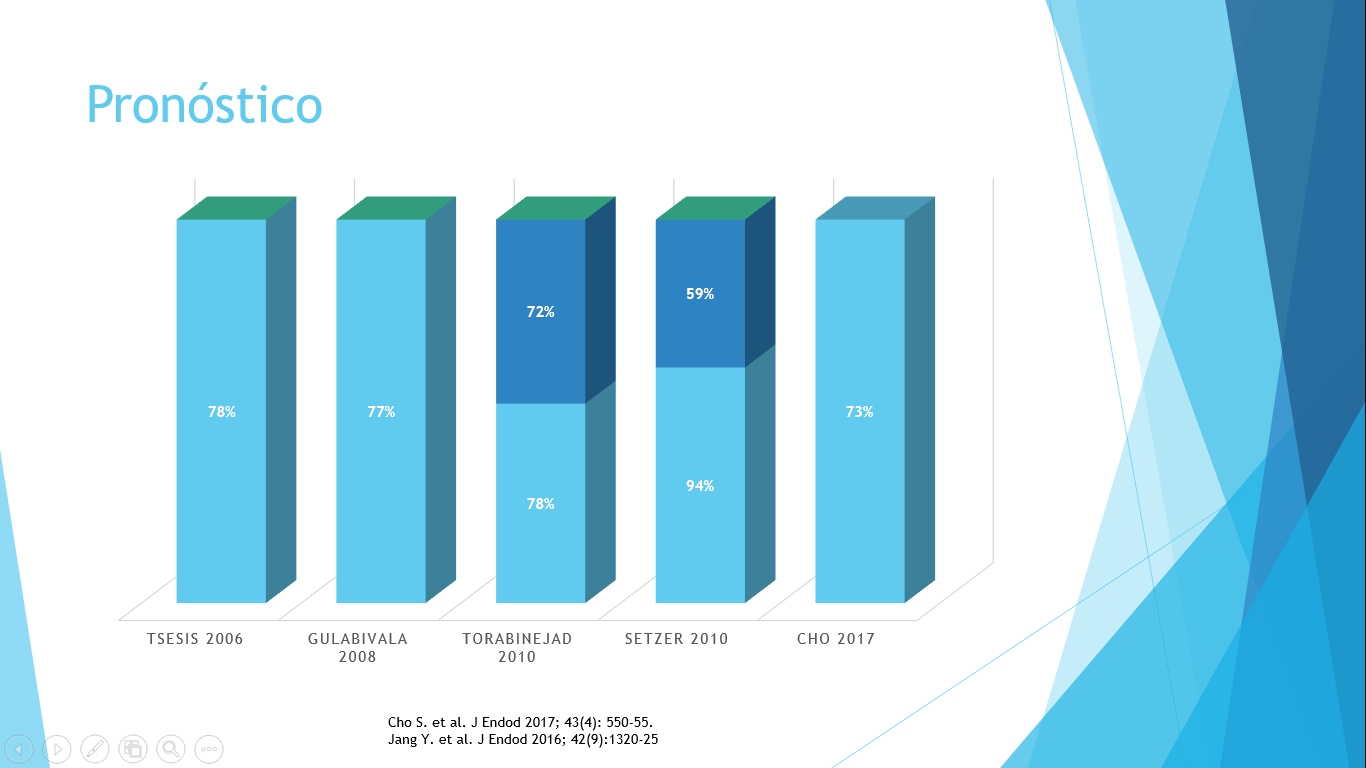 Pronóstico
72%
59%
78%
77%
73%
78%
94%
TSESIS 2006
GULABIVALA
2008
TORABINEJAD
2010
SETZER 2010
CHO 2017
Cho S. et al. J Endod 2017; 43(4): 550-55.
Jang Y. et al. J Endod 2016; 42(9):1320-25